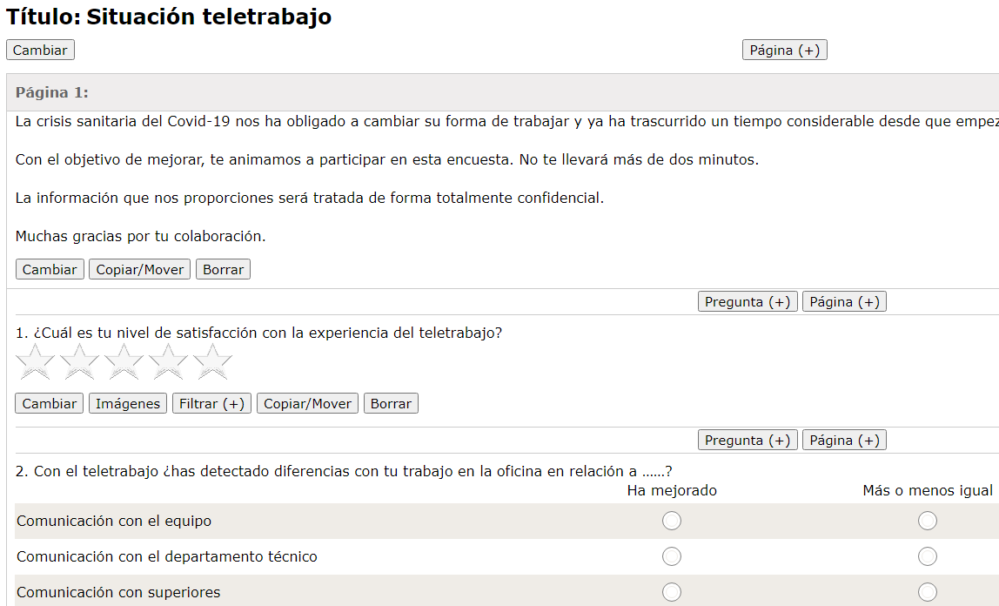 Título: Situación teletrabajo
Cambiar Página (+)
Página 1:
La crisis sanitaria del Covid-19 nos ha obligado a cambiar su forma de trabajar y ya ha trascurrido un tiempo considerable desde que empez
Con el objetivo de mejorar, te animamos a participar en esta encuesta. No te llevará más de dos minutos.
La información que nos proporciones será tratada de forma totalmente confidencial.
Muchas gracias por tu colaboración.
Cambiar Copiar/Mover Borrar
Pregunta (+) Página (+)
1. ¿Cuál es tu nivel de satisfacción con la experiencia del teletrabajo?
Cambiar Imágenes Filtrar (+) Copiar/Mover Borrar
Pregunta (+) Página (+)
2. Con el teletrabajo ¿has detectado diferencias con tu trabajo en la oficina en relación a ......?
Ha mejorado Más o menos igual
Comunicación con el equipo
Comunicación con el departamento técnico
Comunicación con superiores